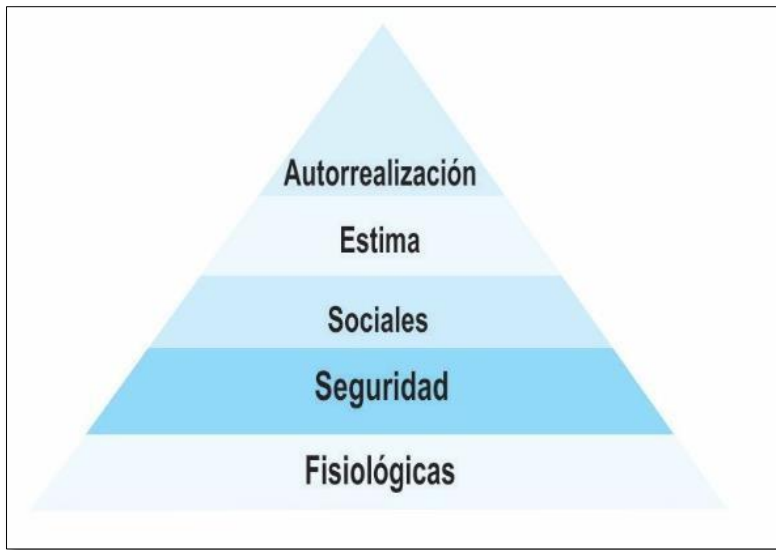 Autorrealización
Estima
Sociales
Seguridad
Fisiológicas